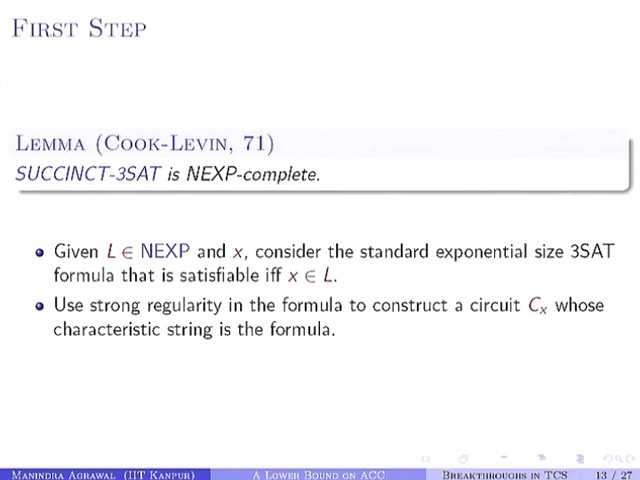 First Step
Lemma (Cook-Levin, 71)
SUCCINCT-3SAT is NEXP-complete.
Given L ∈ NEXP and x, consider the standard exponential size 3SAT
formula that is satisfiable iff x ∈ L.
Use strong regularity in the formula to construct a circuit Cₓ whose
characteristic string is the formula.
Manindra Agrawal (IIT Kanpur) A Lower Bound on ACC Breakthroughs in TCS 13 / 27